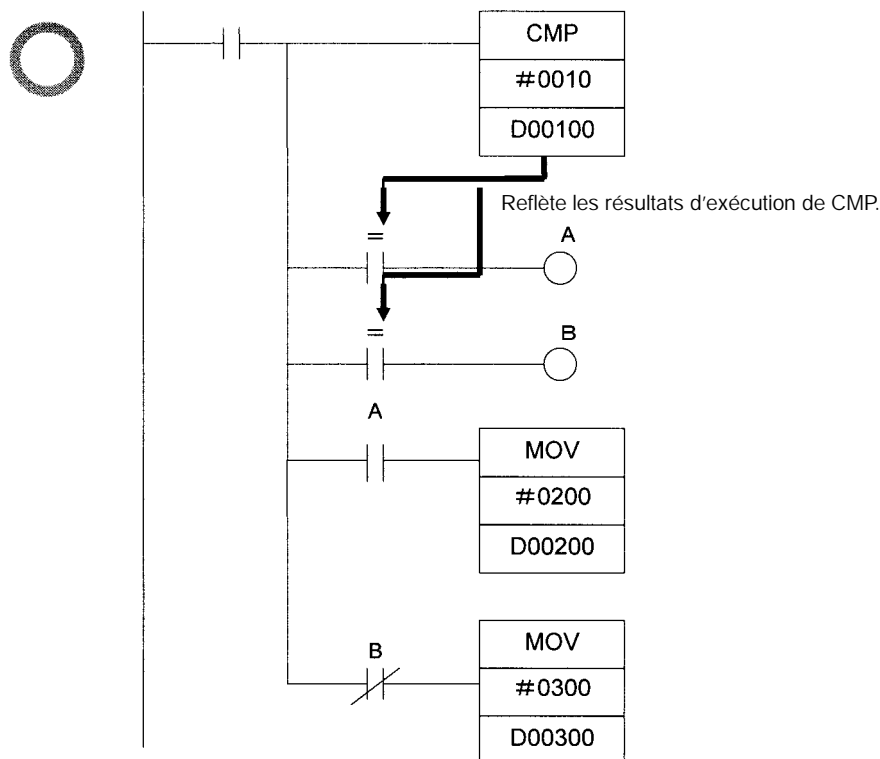 CMP
#0010
D00100
Reflète les résultats d'exécution de CMP.
=
A
=
B
A
MOV
#0200
D00200
B
MOV
#0300
D00300